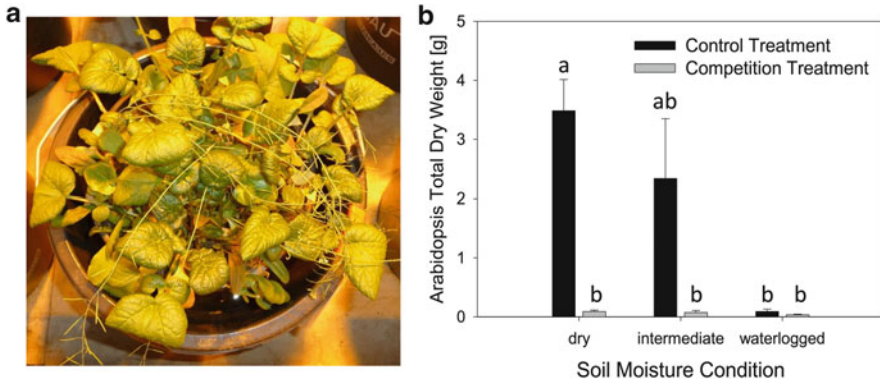 a
b
Arabidopsis Total Dry Weight [g]
5
4
3
2
1
0
Control Treatment
Competition Treatment
a
b
ab
b
b
b
dry
intermediate
waterlogged
Soil Moisture Condition